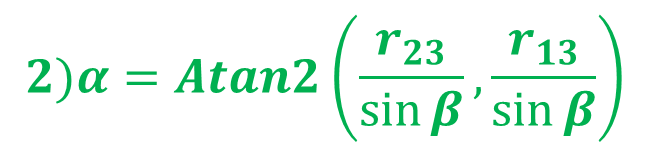 2) α = Atan2 ( r₂₃ / sin β , r₁₃ / sin β )